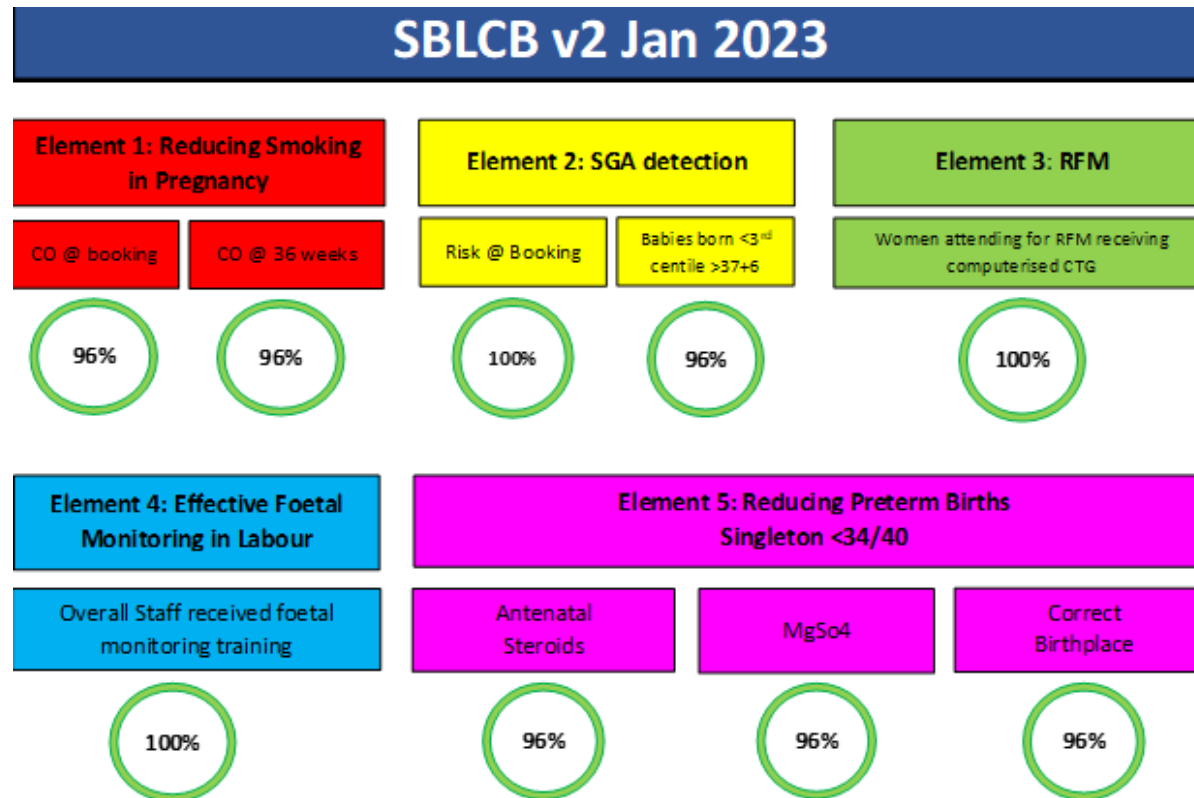 SBLCB v2 Jan 2023
Element 1: Reducing Smoking
in Pregnancy
Element 2: SGA detection
Element 3: RFM
CO @ booking
CO @ 36 weeks
Risk @ Booking
Babies born <3rd
centile >37+6
Women attending for RFM receiving
computerised CTG
96%
96%
100%
96%
100%
Element 4: Effective Foetal
Monitoring in Labour
Element 5: Reducing Preterm Births
Singleton <34/40
Overall Staff received foetal
monitoring training
Antenatal
Steroids
MgSo4
Correct
Birthplace
100%
96%
96%
96%